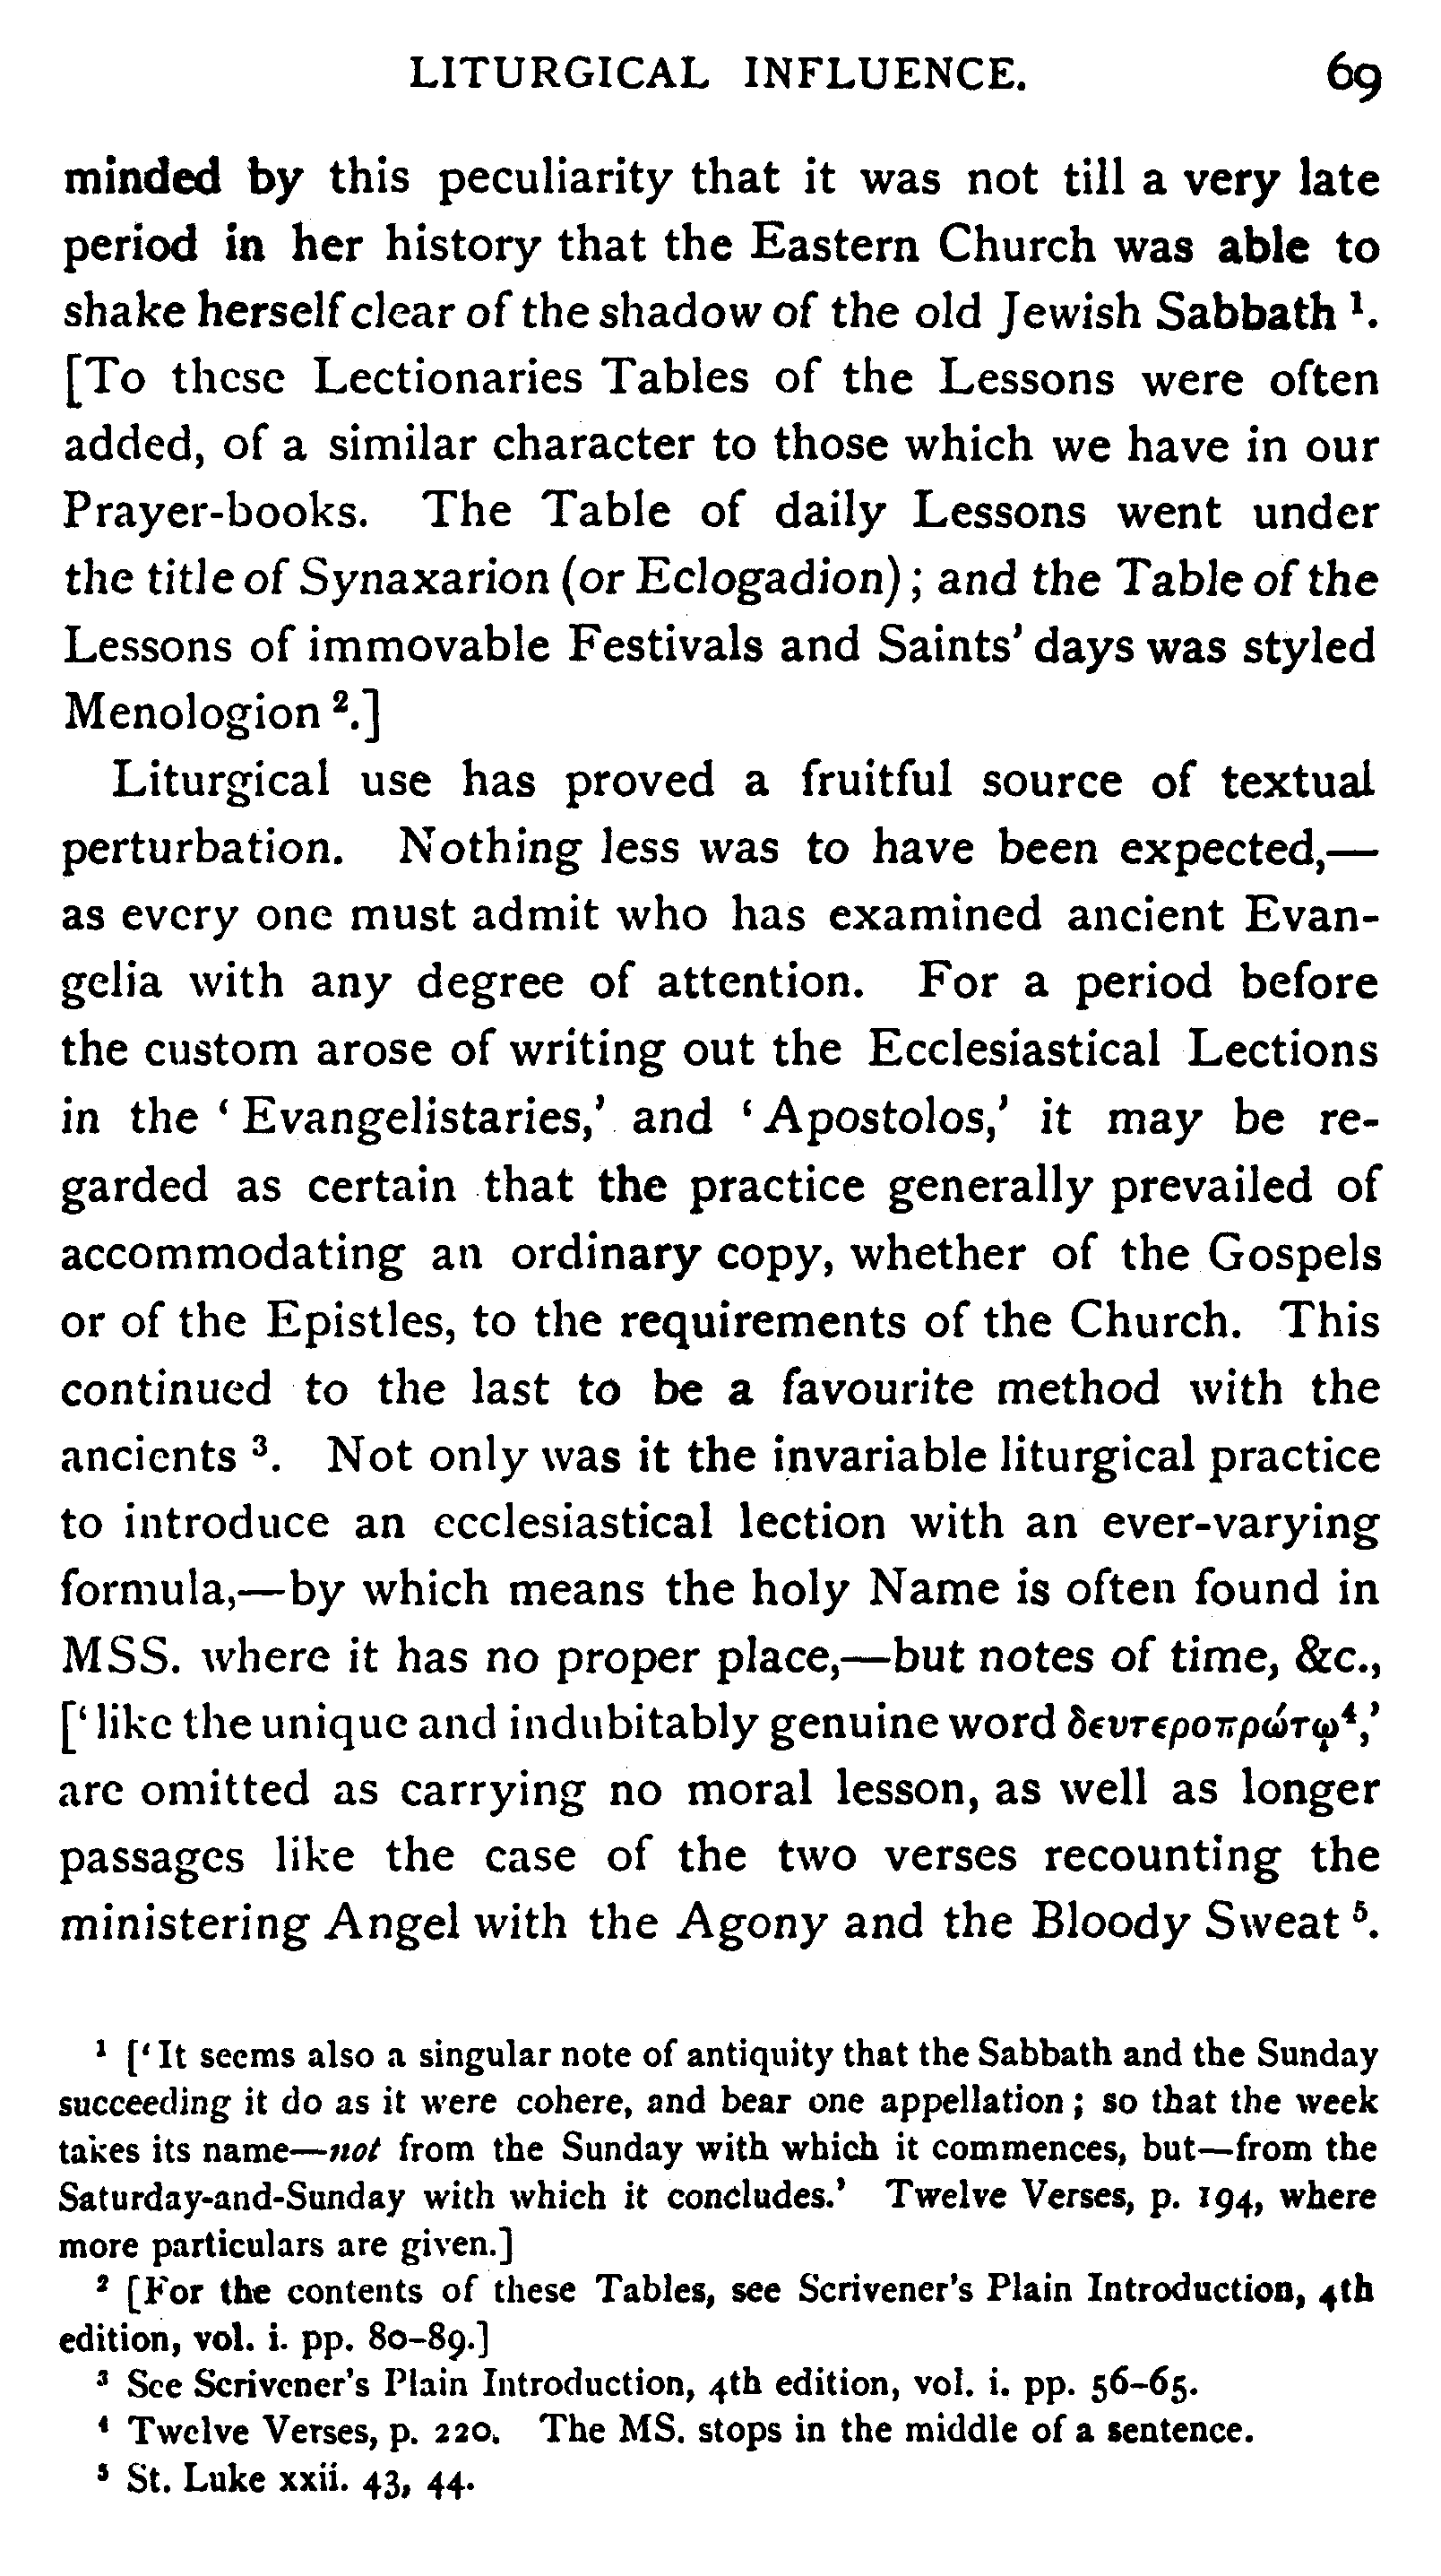 LITURGICAL INFLUENCE. 69
minded by this peculiarity that it was not till a very late
period in her history that the Eastern Church was able to
shake herself clear of the shadow of the old Jewish Sabbath ¹.
[To these Lectionaries Tables of the Lessons were often
added, of a similar character to those which we have in our
Prayer-books. The Table of daily Lessons went under
the title of Synaxarion (or Eclogadion) ; and the Table of the
Lessons of immovable Festivals and Saints’ days was styled
Menologion ².]
Liturgical use has proved a fruitful source of textual
perturbation. Nothing less was to have been expected,—
as every one must admit who has examined ancient Evan-
gelia with any degree of attention. For a period before
the custom arose of writing out the Ecclesiastical Lections
in the ‘ Evangelistaries,’ and ‘ Apostolos,’ it may be re-
garded as certain that the practice generally prevailed of
accommodating an ordinary copy, whether of the Gospels
or of the Epistles, to the requirements of the Church. This
continued to the last to be a favourite method with the
ancients ³. Not only was it the invariable liturgical practice
to introduce an ecclesiastical lection with an ever-varying
formula,—by which means the holy Name is often found in
MSS. where it has no proper place,—but notes of time, &c.,
[‘ like the unique and indubitably genuine word δευτεροπρώτῳ⁴,’
are omitted as carrying no moral lesson, as well as longer
passages like the case of the two verses recounting the
ministering Angel with the Agony and the Bloody Sweat ⁵.
¹ [‘ It seems also a singular note of antiquity that the Sabbath and the Sunday
succeeding it do as it were cohere, and bear one appellation ; so that the week
takes its name—not from the Sunday with which it commences, but—from the
Saturday-and-Sunday with which it concludes.’ Twelve Verses, p. 194, where
more particulars are given.]
² [For the contents of these Tables, see Scrivener’s Plain Introduction, 4th
edition, vol. i. pp. 80–89.]
³ See Scrivener’s Plain Introduction, 4th edition, vol. i. pp. 56–65.
⁴ Twelve Verses, p. 220. The MS. stops in the middle of a sentence.
⁵ St. Luke xxii. 43, 44.